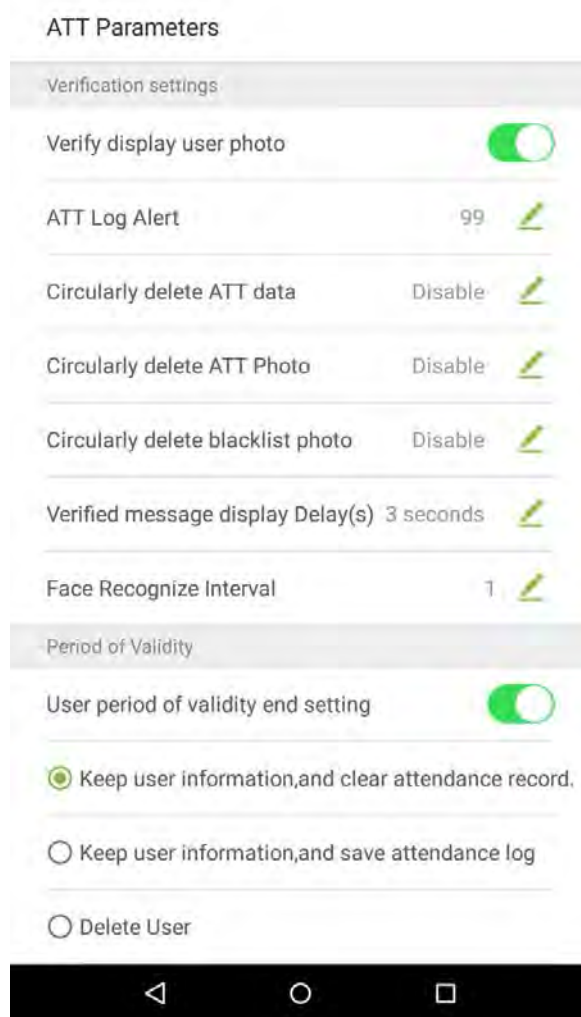 ATT Parameters
Verification settings
Verify display user photo
ATT Log Alert 99
Circularly delete ATT data Disable
Circularly delete ATT Photo Disable
Circularly delete blacklist photo Disable
Verified message display Delay(s) 3 seconds
Face Recognize Interval 1
Period of Validity
User period of validity end setting
Keep user information,and clear attendance record.
Keep user information,and save attendance log
Delete User